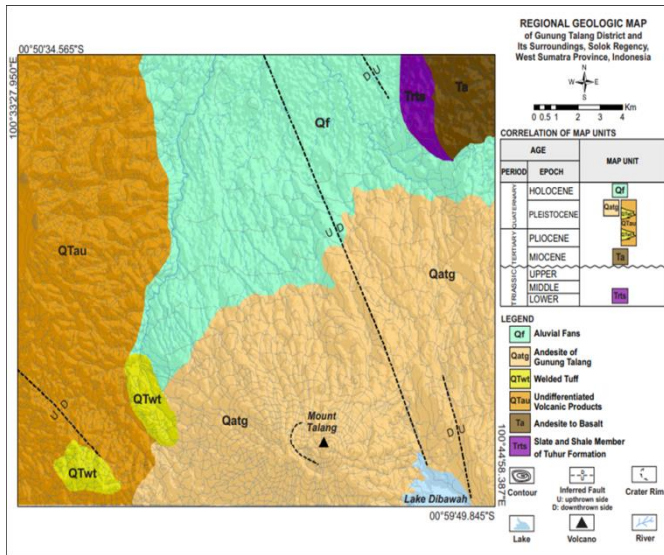 REGIONAL GEOLOGIC MAP
of Gunung Talang District and
Its Surroundings, Solok Regency,
West Sumatra Province, Indonesia
N
W E
S
0 0.5 1 2 3 4 Km
00°50'34.565"S
100°33'27.950"E
D U
Trts
Ta
Qf
QTau
U D
Qatg
QTwt
Qatg
Mount
Talang
U D
D U
QTwt
Lake Dibawah
100°44'58.387"E
00°59'49.845"S
CORRELATION OF MAP UNITS
AGE
MAP UNIT
PERIOD
EPOCH
QUATERNARY
HOLOCENE
Qf
PLEISTOCENE
Qatg
QTau
TERTIARY
PLIOCENE
MIOCENE
Ta
TRIASSIC
UPPER
MIDDLE
LOWER
Trts
LEGEND
Qf Aluvial Fans
Qatg Andesite of
Gunung Talang
QTwt Welded Tuff
QTau Undifferentiated
Volcanic Products
Ta Andesite to Basalt
Trts Slate and Shale Member
of Tuhur Formation
Contour
Inferred Fault
U: upthrown side
D: downthrown side
Crater Rim
Lake
Volcano
River